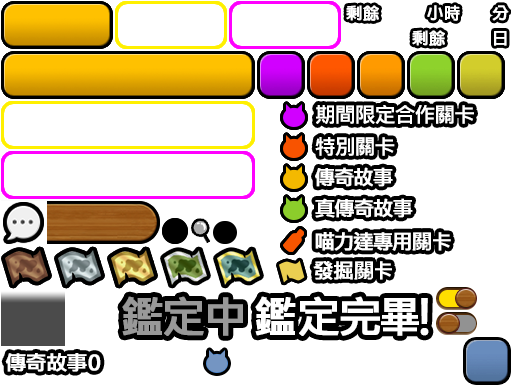 剩餘 小時 分
剩餘 日
期間限定合作關卡
特別關卡
傳奇故事
真傳奇故事
喵力達專用關卡
發掘關卡
鑑定中 鑑定完畢!
傳奇故事0